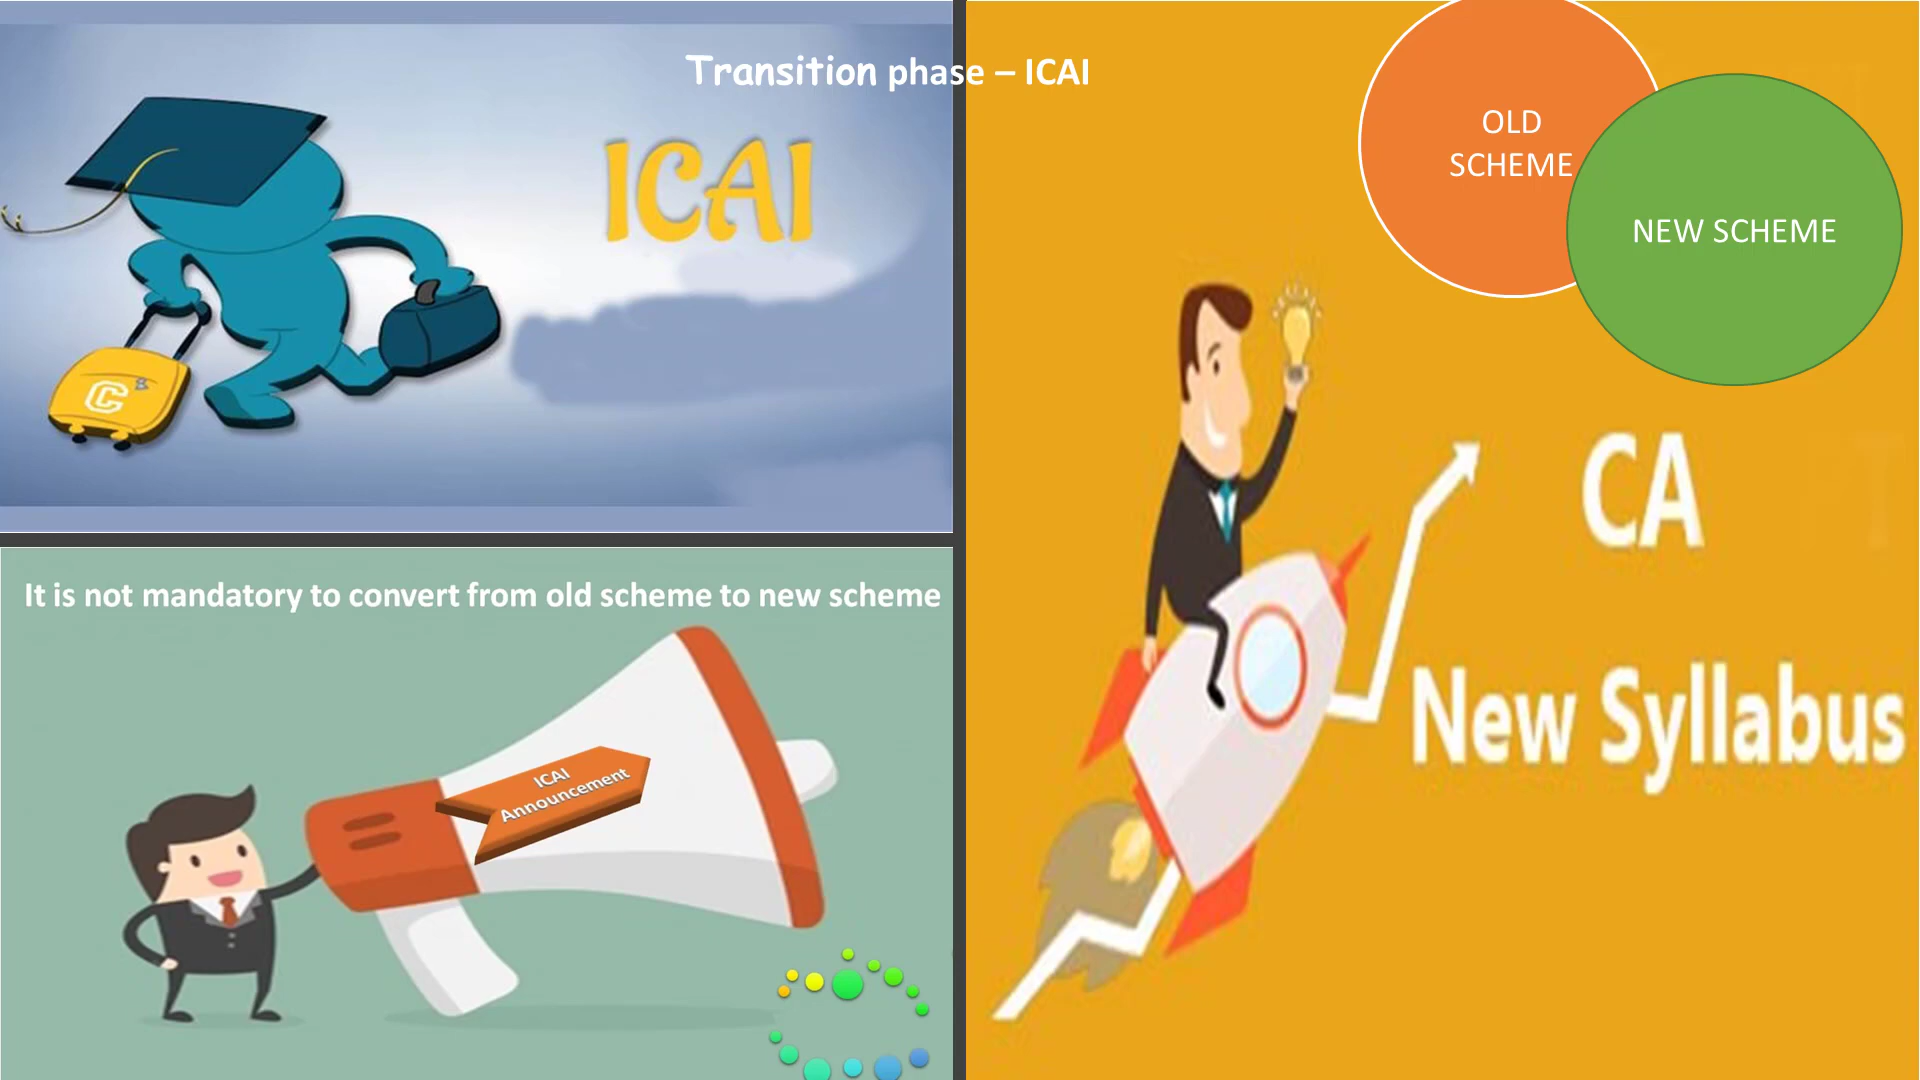 Transition phase – ICAI
ICAI
C
It is not mandatory to convert from old scheme to new scheme
ICAI
Announcement
OLD
SCHEME
NEW SCHEME
CA
New Syllabus